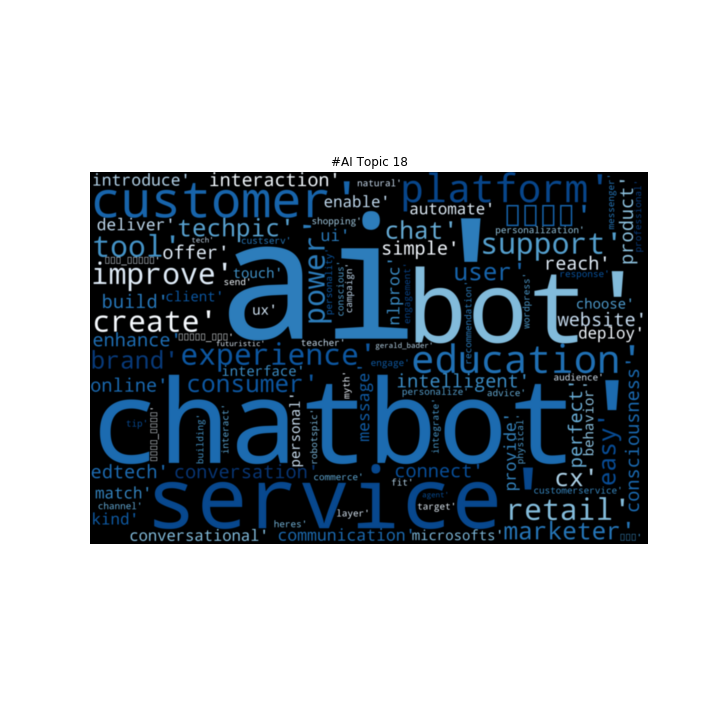 #AI Topic 18
introduce' interaction' natural' platform' messenger'
customer' enable' automate' product' professional'
deliver' techpic' shopping' ui' chat' personalization'
tool' tech' custserv' power' simple' support'
offer' personality' reach'
improve' touch' conscious' campaign' nlproc' engagement' user' response'
ai' bot'
build' client' send' recommendation' wordpress' choose'
create' ux' website'
enhance' futuristic' teacher' gerald_bader' deploy'
brand' experience' engage' education'
interface' audience' consciousness'
online' consumer' myth' message' intelligent'
personalize' advice'
chatbot'
tip' building' interact' personal' robotspic' integrate' provide' physical' perfect' behavior' easy'
edtech' conversation' commerce' connect' cx'
match' service' fit' agent' customerservice'
channel' layer' target' retail'
kind' heres' marketer'
conversational' communication' microsofts'